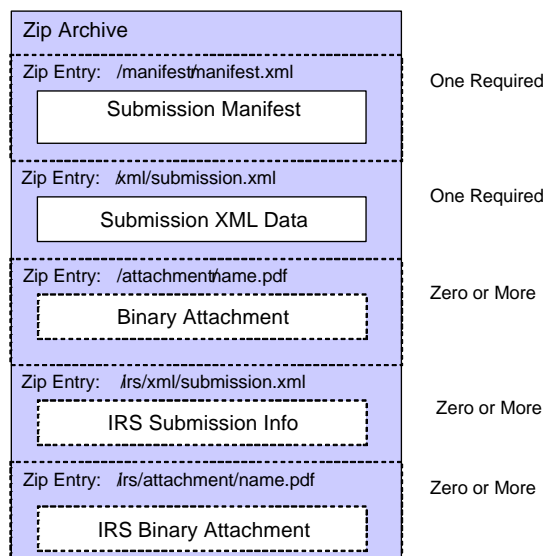 Zip Archive
Zip Entry: /manifest/manifest.xml
One Required
Submission Manifest
Zip Entry: /xml/submission.xml
One Required
Submission XML Data
Zip Entry: /attachment/name.pdf
Zero or More
Binary Attachment
Zip Entry: /irs/xml/submission.xml
Zero or More
IRS Submission Info
Zip Entry: /irs/attachment/name.pdf
Zero or More
IRS Binary Attachment